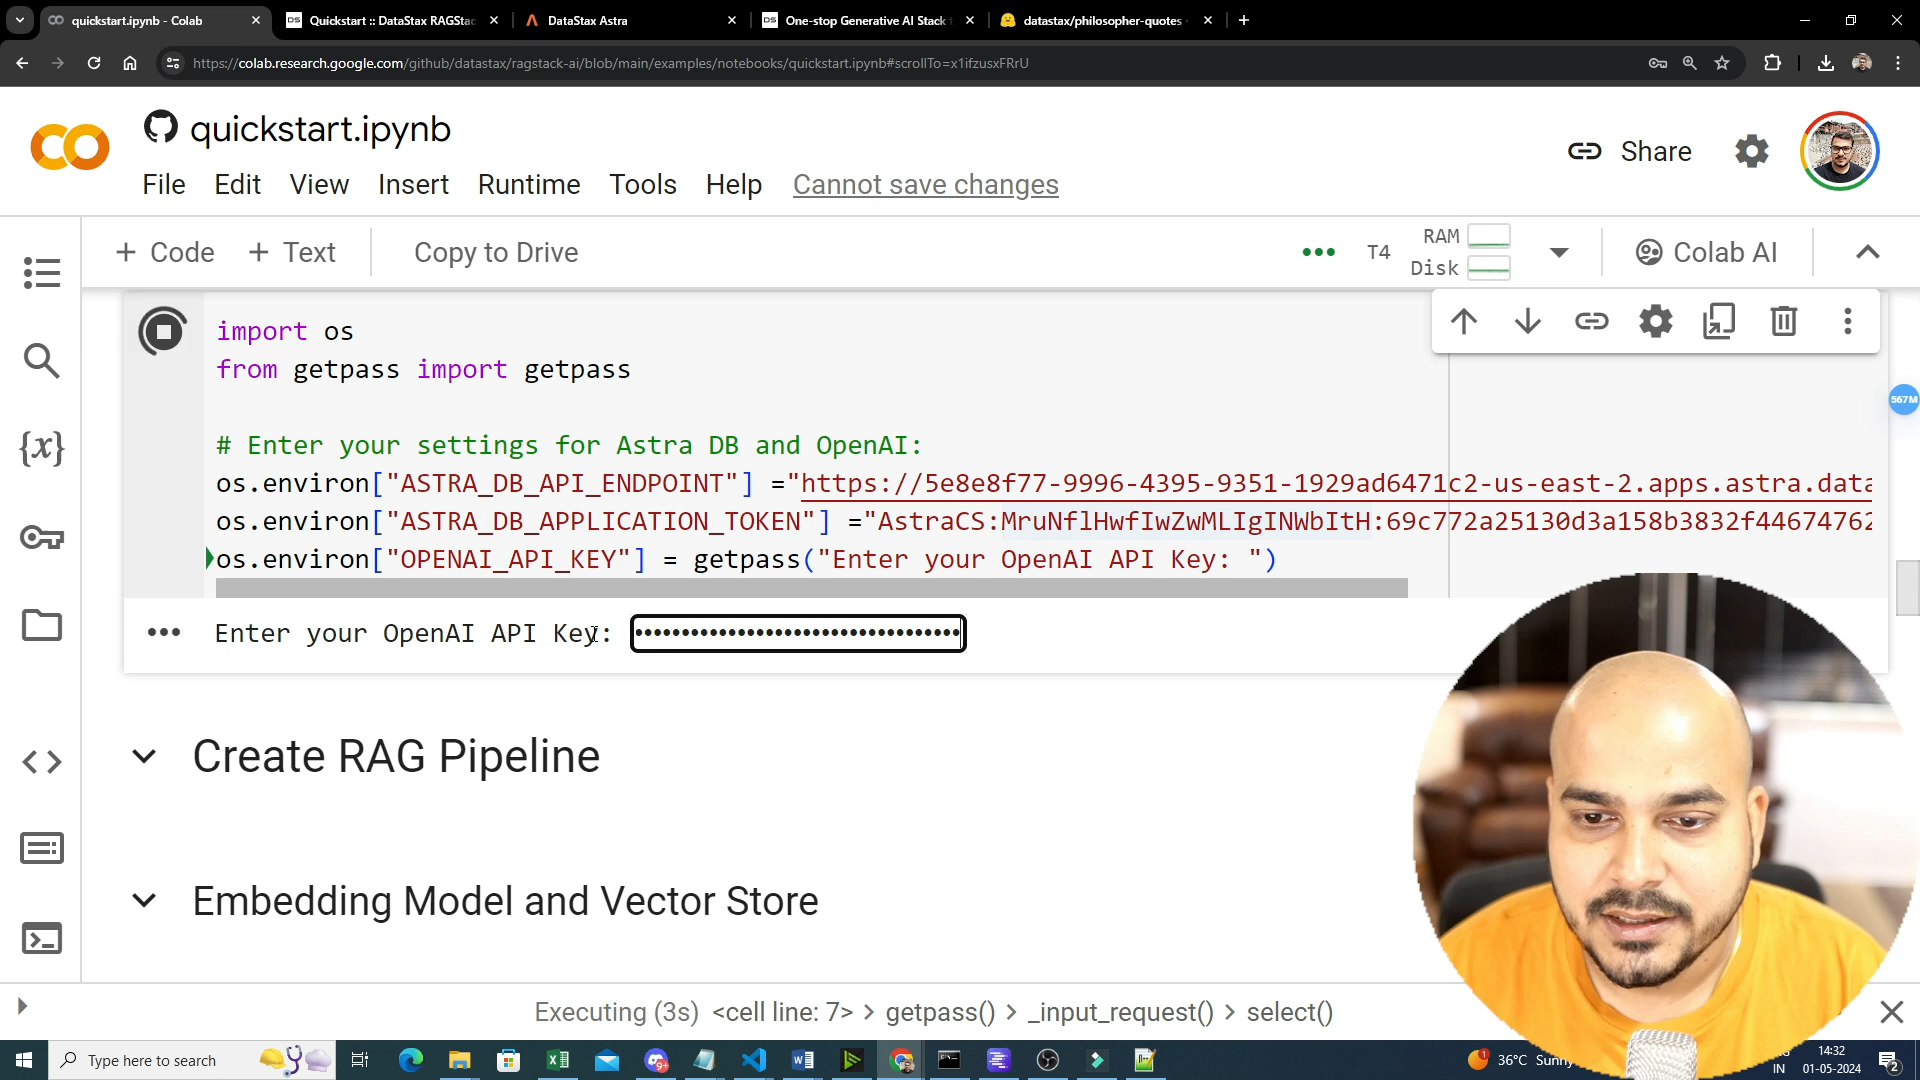 quickstart.ipynb - Colab
Quickstart :: DataStax RAGStac
DataStax Astra
One-stop Generative AI Stack
datastax/philosopher-quotes
https://colab.research.google.com/github/datastax/ragstack-ai/blob/main/examples/notebooks/quickstart.ipynb#scrollTo=x1ifzusxFRrU
quickstart.ipynb
Share
File Edit View Insert Runtime Tools Help Cannot save changes
+ Code + Text Copy to Drive
T4 RAM
Disk
Colab AI
import os
from getpass import getpass
567M
# Enter your settings for Astra DB and OpenAI:
os.environ["ASTRA_DB_API_ENDPOINT"] ="https://5e8e8f77-9996-4395-9351-1929ad6471c2-us-east-2.apps.astra.data
os.environ["ASTRA_DB_APPLICATION_TOKEN"] ="AstraCS:MruNflHwfIwZwMLIgINWbItH:69c772a25130d3a158b3832f44674762
os.environ["OPENAI_API_KEY"] = getpass("Enter your OpenAI API Key: ")
Enter your OpenAI API Key:
Create RAG Pipeline
Embedding Model and Vector Store
Executing (3s) <cell line: 7> > getpass() > _input_request() > select()
Type here to search
36°C Sunny
14:32
IN 01-05-2024